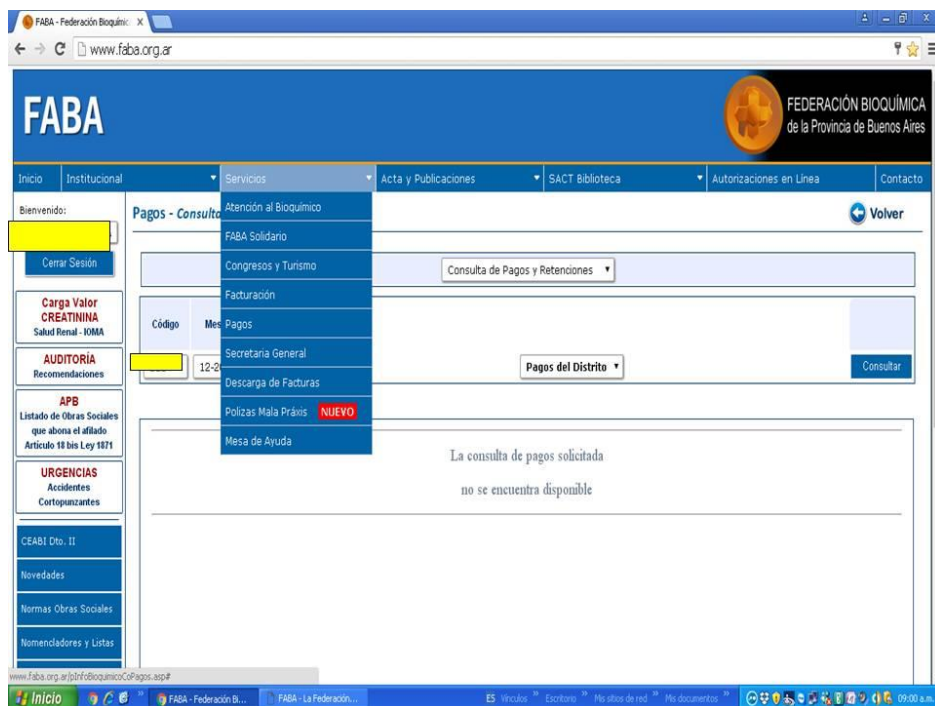 FABA - Federación Bioquímic
www.faba.org.ar
FABA
FEDERACIÓN BIOQUÍMICA
de la Provincia de Buenos Aires
Inicio
Institucional
Servicios
Acta y Publicaciones
SACT Biblioteca
Autorizaciones en Línea
Contacto
Bienvenido:
Cerrar Sesión
Carga Valor
CREATININA
Salud Renal - IOMA
AUDITORÍA
Recomendaciones
APB
Listado de Obras Sociales
que abona el afilado
Artículo 18 bis Ley 1871
URGENCIAS
Accidentes
Cortopunzantes
CEABI Dto. II
Novedades
Normas Obras Sociales
Nomencladores y Listas
Pagos - Consulta
Volver
Atención al Bioquímico
FABA Solidario
Congresos y Turismo
Facturación
Pagos
Secretaria General
Descarga de Facturas
Polizas Mala Práxis NUEVO
Mesa de Ayuda
Consulta de Pagos y Retenciones
Código
Mes
12-20
Pagos del Distrito
Consultar
La consulta de pagos solicitada
no se encuentra disponible
www.faba.org.ar/pInfoBioquimicoCoPagos.asp#
Inicio
FABA - Federación Bi...
FABA - La Federación...
ES
Vínculos
Escritorio
Mis sitios de red
Mis documentos
09:00 a.m.